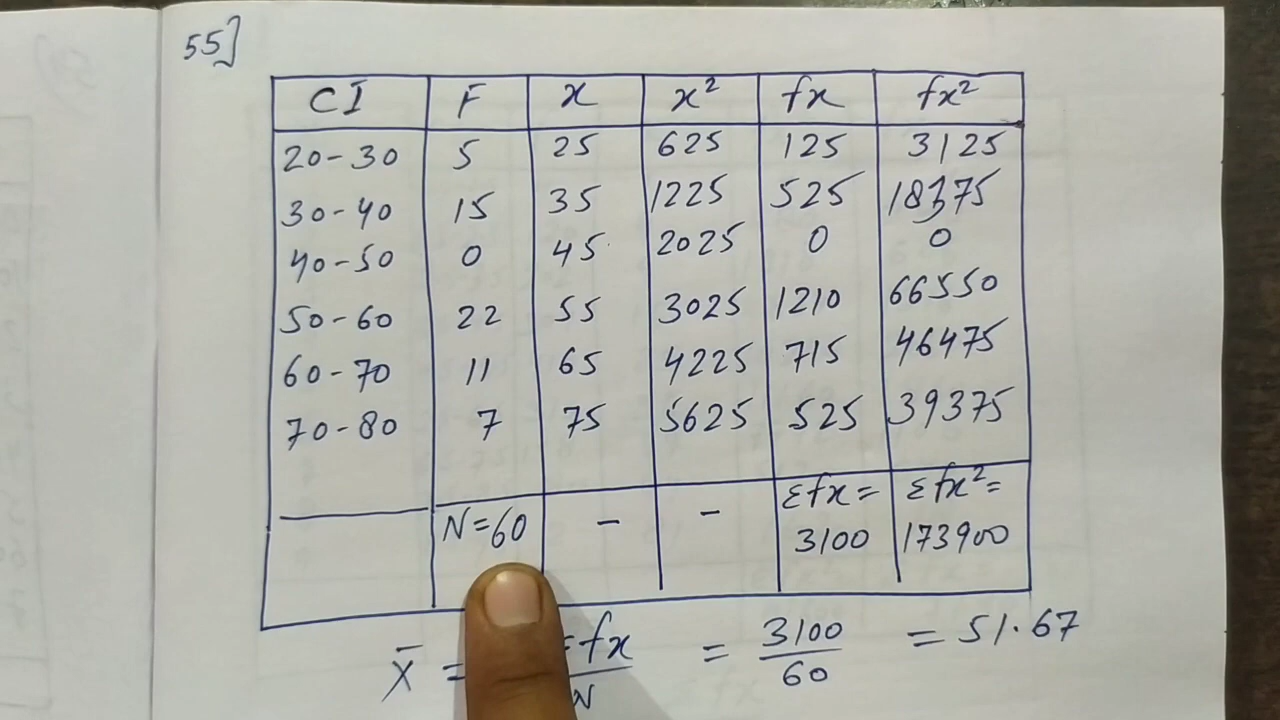 55]
CI F x x² fx fx²
20-30 5 25 625 125 3125
30-40 15 35 1225 525 18375
40-50 0 45 2025 0 0
50-60 22 55 3025 1210 66550
60-70 11 65 4225 715 46475
70-80 7 75 5625 525 39375
N=60 - - Σfx= 3100 Σfx²= 173900
x̄ = fx/N = 3100/60 = 51.67